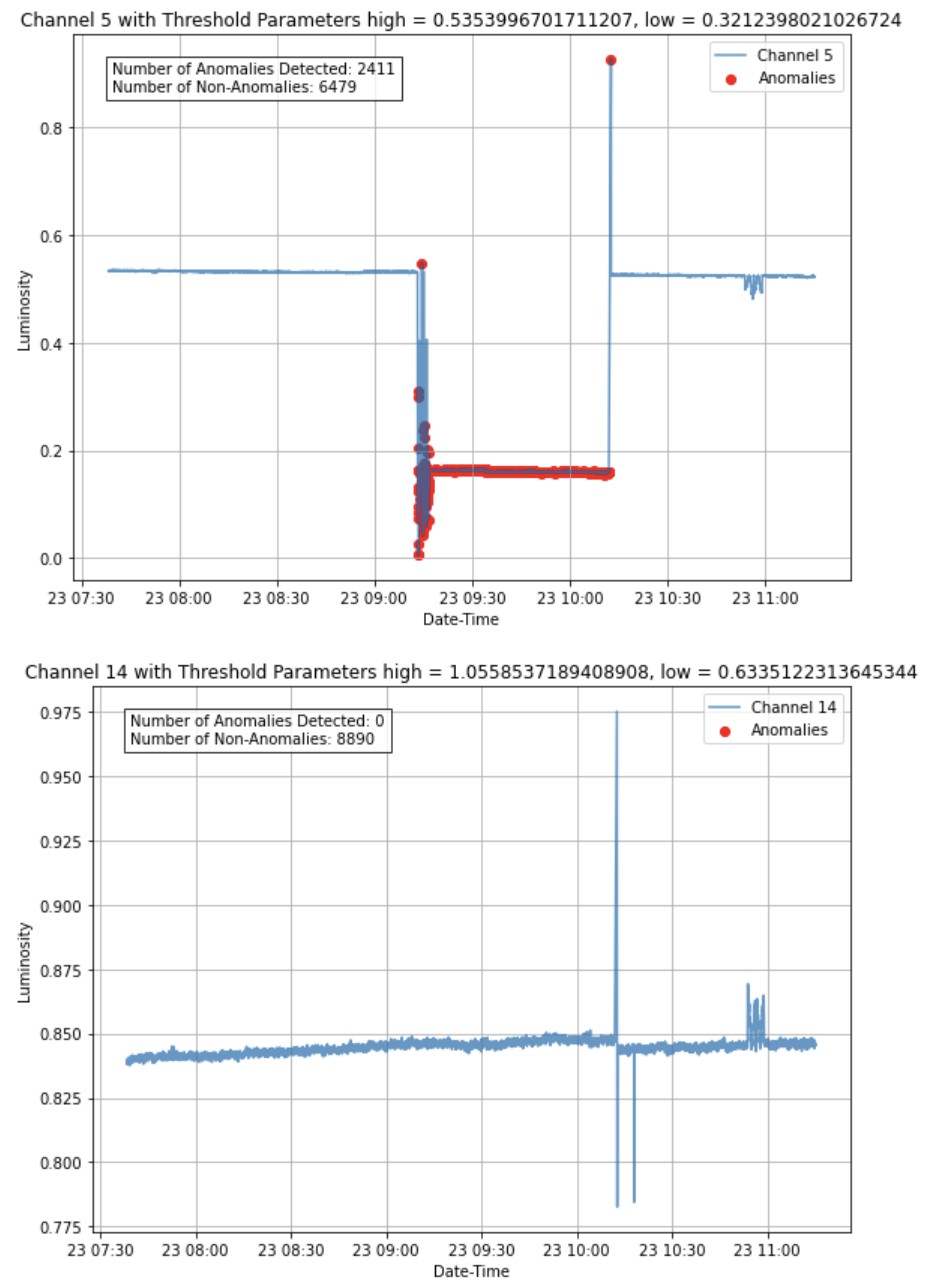 Channel 5 with Threshold Parameters high = 0.5353996701711207, low = 0.3212398021026724
Number of Anomalies Detected: 2411
Number of Non-Anomalies: 6479
Channel 5
Anomalies
0.8
0.6
0.4
0.2
0.0
Luminosity
23 07:30 23 08:00 23 08:30 23 09:00 23 09:30 23 10:00 23 10:30 23 11:00
Date-Time
Channel 14 with Threshold Parameters high = 1.0558537189408908, low = 0.6335122313645344
Number of Anomalies Detected: 0
Number of Non-Anomalies: 8890
Channel 14
Anomalies
0.975
0.950
0.925
0.900
0.875
0.850
0.825
0.800
0.775
Luminosity
23 07:30 23 08:00 23 08:30 23 09:00 23 09:30 23 10:00 23 10:30 23 11:00
Date-Time